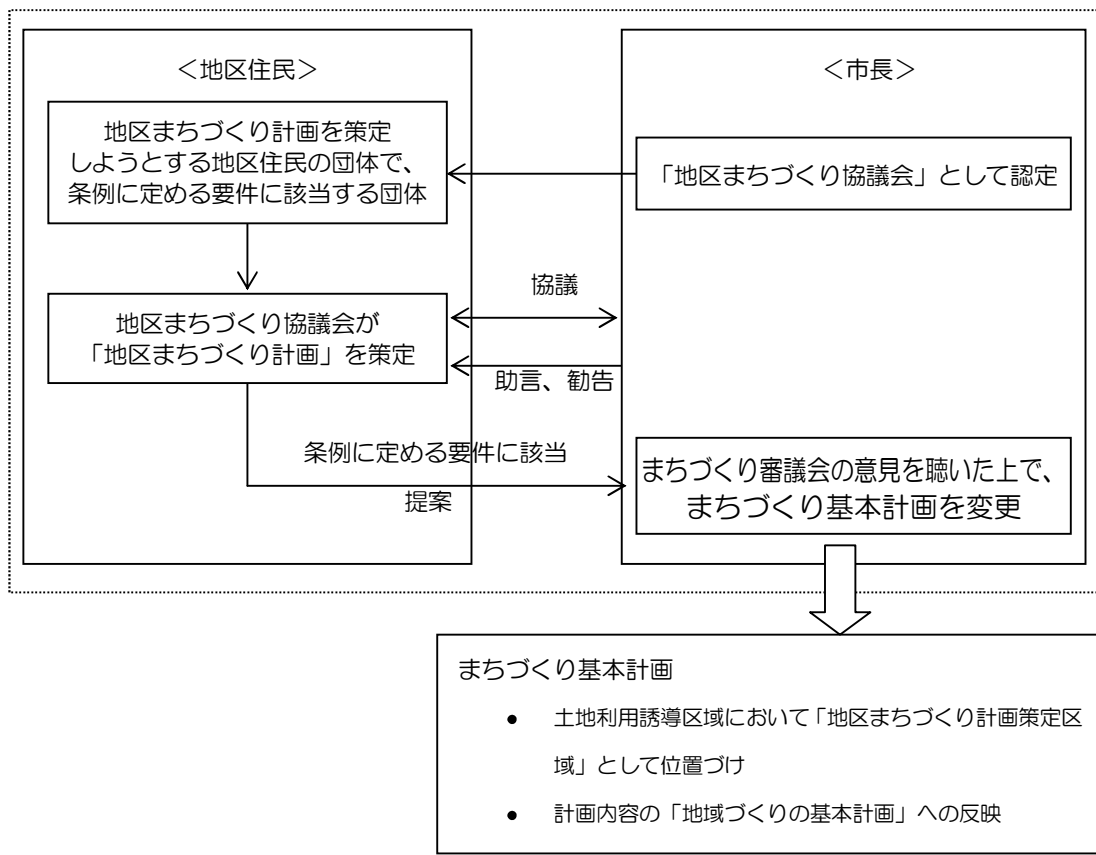 ＜地区住民＞
＜市長＞
地区まちづくり計画を策定
しようとする地区住民の団体で、
条例に定める要件に該当する団体
「地区まちづくり協議会」として認定
協議
地区まちづくり協議会が
「地区まちづくり計画」を策定
助言、勧告
条例に定める要件に該当
提案
まちづくり審議会の意見を聴いた上で、
まちづくり基本計画を変更
まちづくり基本計画
● 土地利用誘導区域において「地区まちづくり計画策定区
域」として位置づけ
● 計画内容の「地域づくりの基本計画」への反映